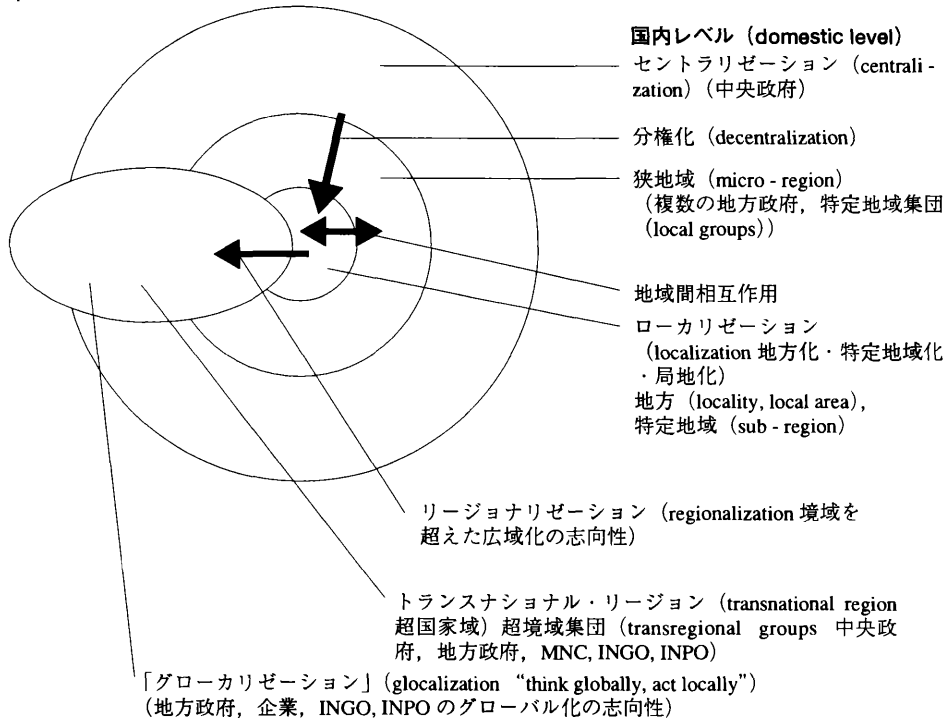 国内レベル（domestic level）
セントラリゼーション（centrali -
zation）（中央政府）
分権化（decentralization）
狭地域（micro - region）
（複数の地方政府，特定地域集団
(local groups)）
地域間相互作用
ローカリゼーション
（localization 地方化・特定地域化
・局地化）
地方（locality, local area），
特定地域（sub - region）
リージョナリゼーション（regionalization 境域を
超えた広域化の志向性）
トランスナショナル・リージョン（transnational region
超国家域）超境域集団（transregional groups 中央政
府，地方政府，MNC, INGO, INPO）
「グローカリゼーション」（glocalization “think globally, act locally”）
（地方政府，企業，INGO, INPO のグローバル化の志向性）